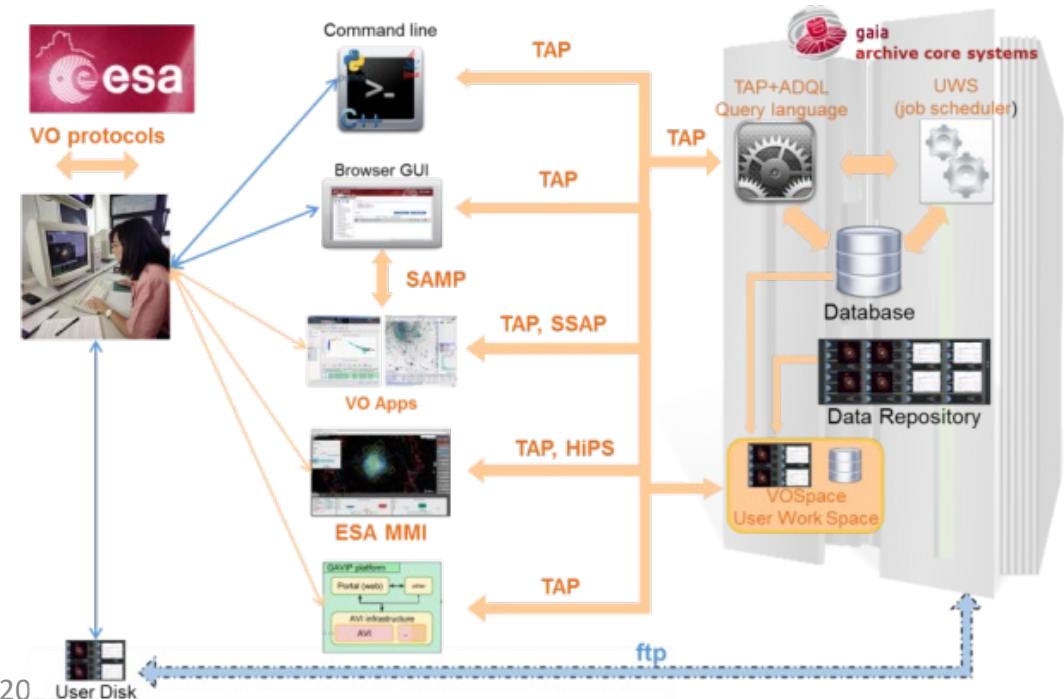 esa
VO protocols
Command line
C++
TAP
Browser GUI
TAP
SAMP
TAP, SSAP
VO Apps
TAP, HiPS
ESA MMI
GAVIP platform
Portal (web)
other
AVI infrastructure
AVI
...
TAP
TAP
gaia
archive core systems
TAP+ADQL
Query language
UWS
(job scheduler)
Database
Data Repository
VOSpace
User Work Space
ftp
20
User Disk